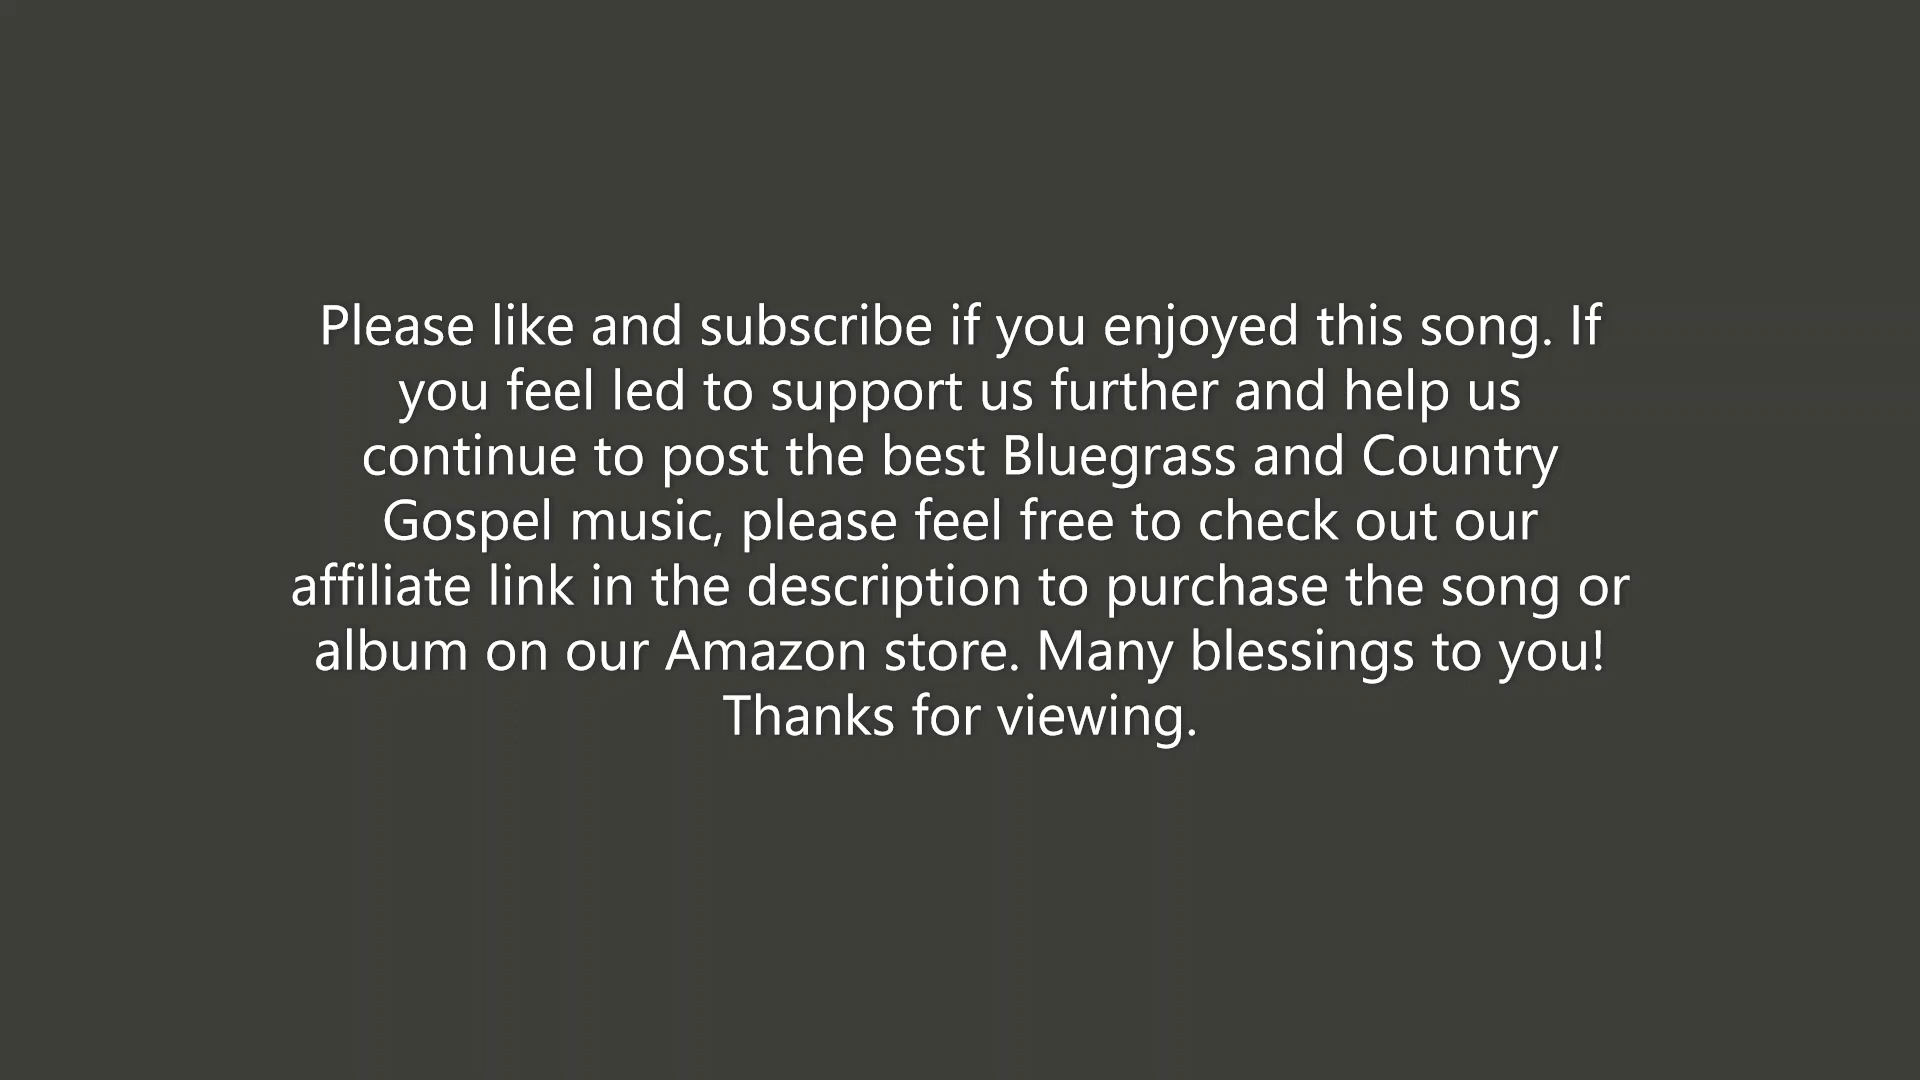 Please like and subscribe if you enjoyed this song. If
you feel led to support us further and help us
continue to post the best Bluegrass and Country
Gospel music, please feel free to check out our
affiliate link in the description to purchase the song or
album on our Amazon store. Many blessings to you!
Thanks for viewing.